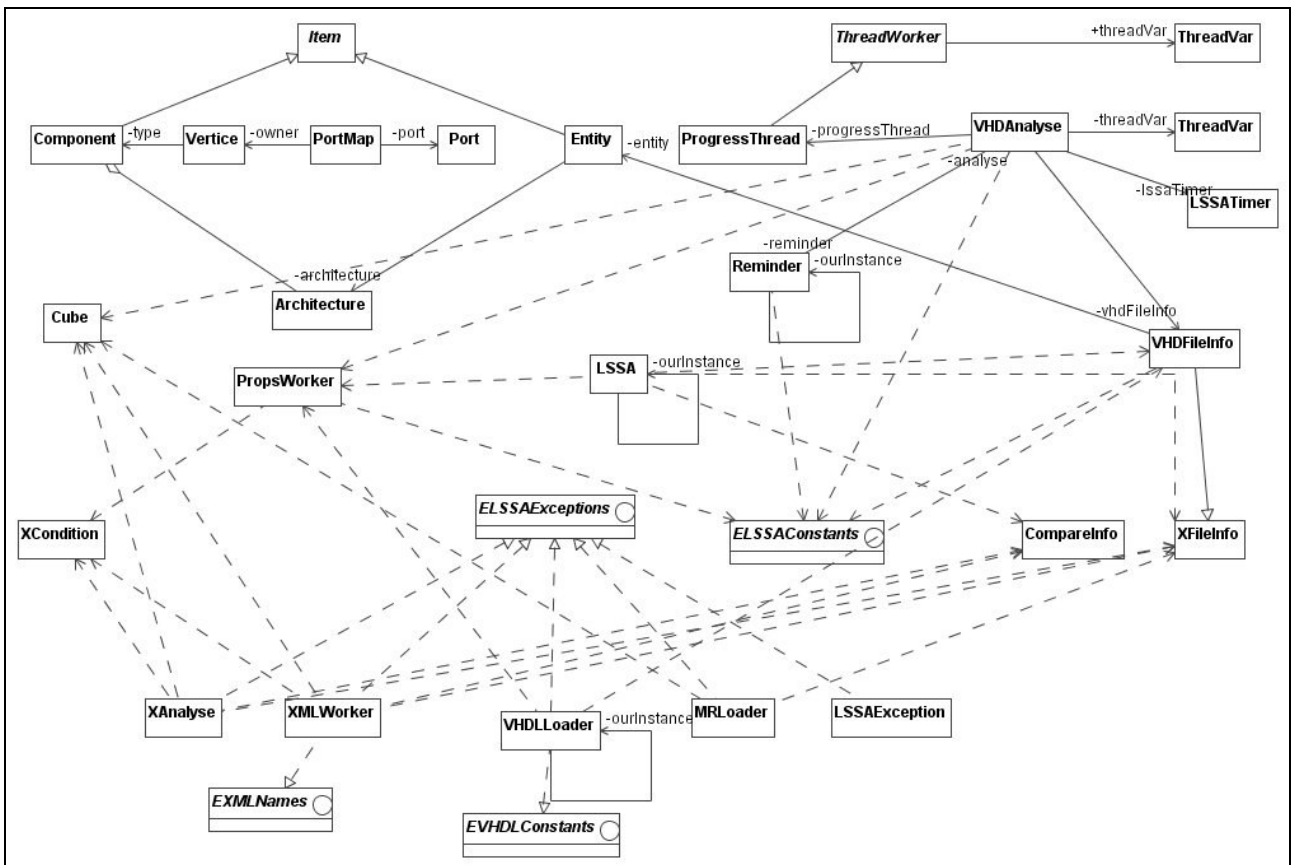 Item
ThreadWorker
+threadVar
ThreadVar
Component
-type
Vertice
-owner
PortMap
-port
Port
Entity
-entity
ProgressThread
-progressThread
VHDAnalyse
-analyse
-threadVar
ThreadVar
-lssaTimer
LSSATimer
-reminder
Reminder
-ourInstance
-architecture
Architecture
Cube
-vhdFileInfo
VHDFileInfo
PropsWorker
LSSA
-ourInstance
ELSSAExceptions
XCondition
ELSSAConstants
CompareInfo
XFileInfo
XAnalyse
XMLWorker
VHDLLoader
-ourInstance
MRLoader
LSSAException
EXMLNames
EVHDLConstants